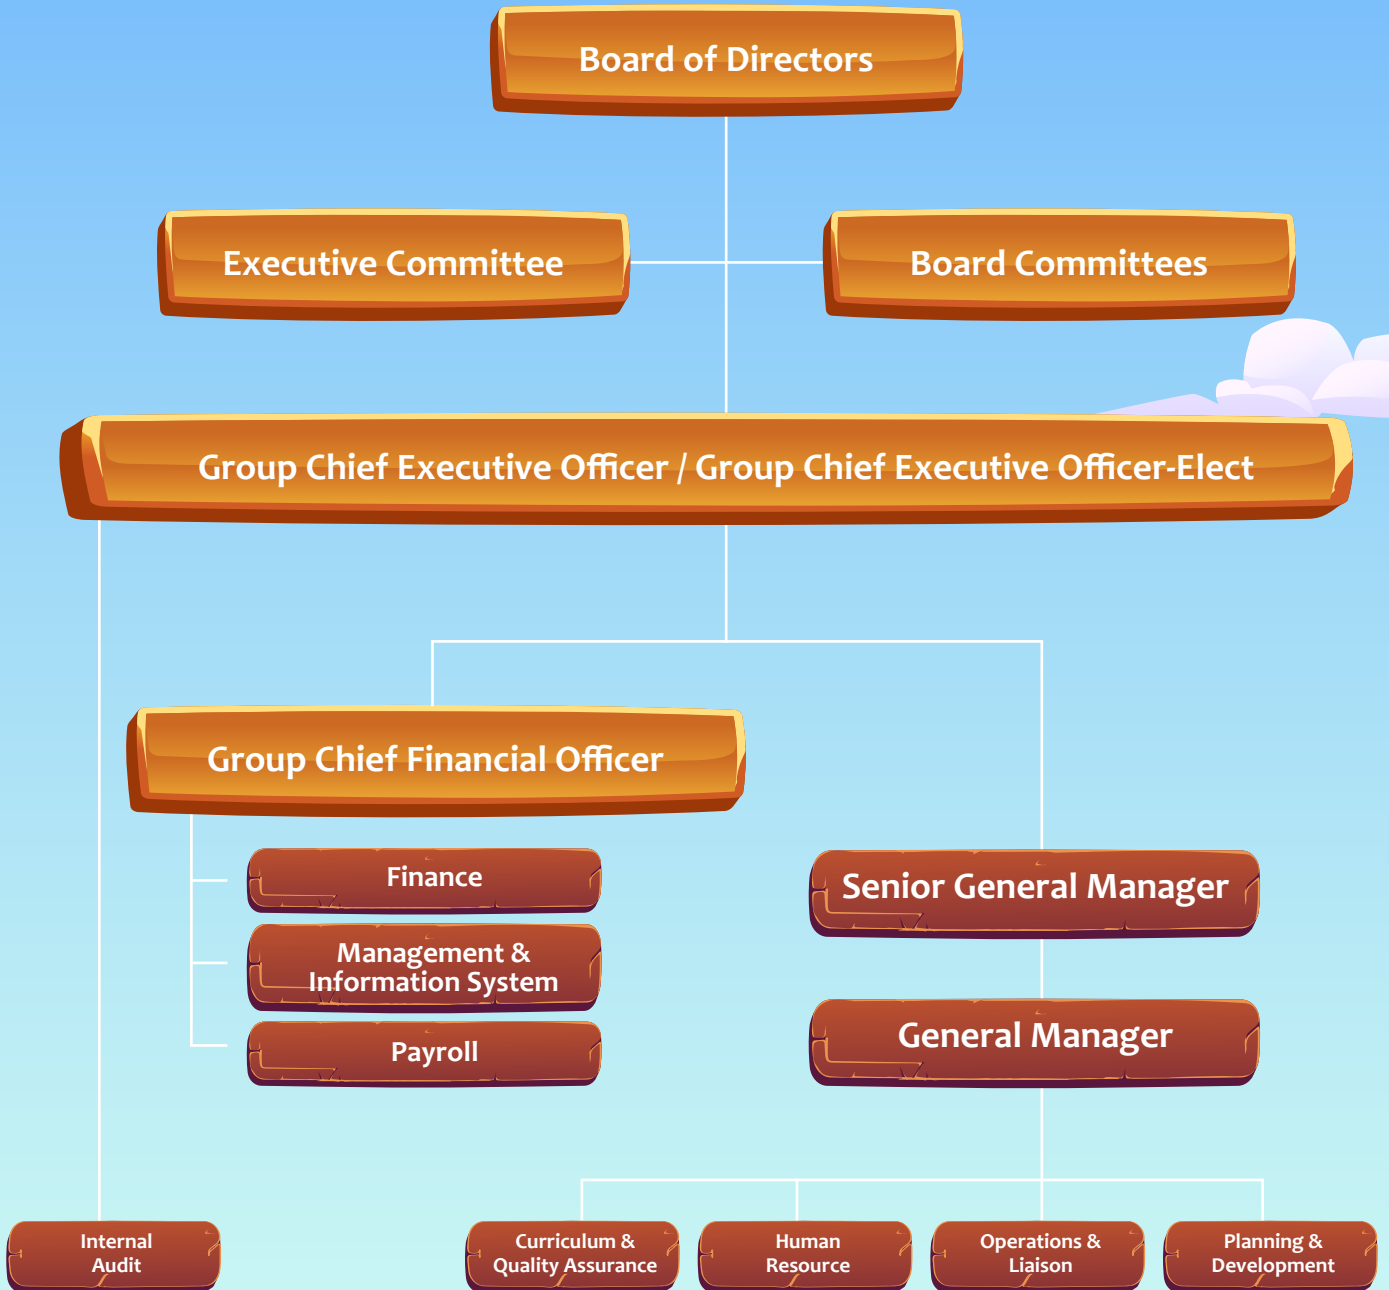 Board of Directors
Executive Committee
Board Committees
Group Chief Executive Officer / Group Chief Executive Officer-Elect
Group Chief Financial Officer
Finance
Management &
Information System
Payroll
Senior General Manager
General Manager
Internal
Audit
Curriculum &
Quality Assurance
Human
Resource
Operations &
Liaison
Planning &
Development